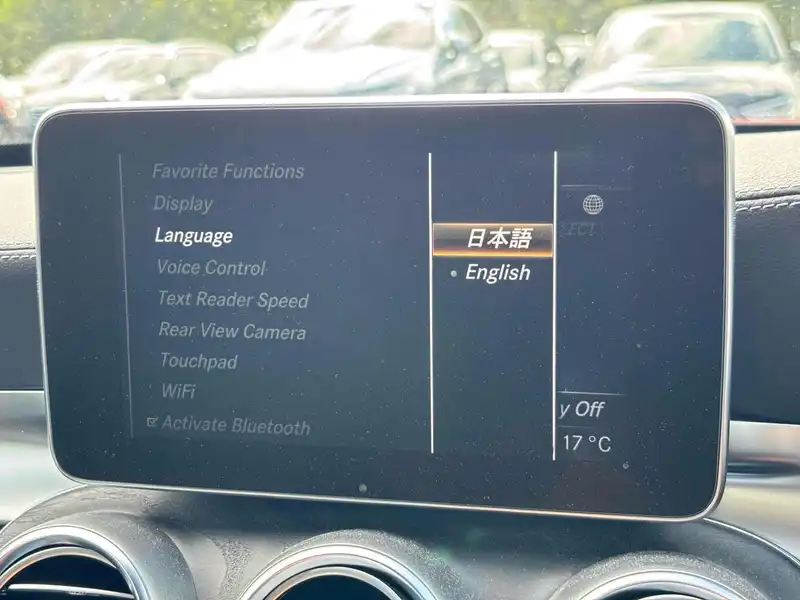 Favorite Functions
Display
Language
Voice Control
Text Reader Speed
Rear View Camera
Touchpad
WiFi
Activate Bluetooth
日本語
English
ECT
y Off
17 °C